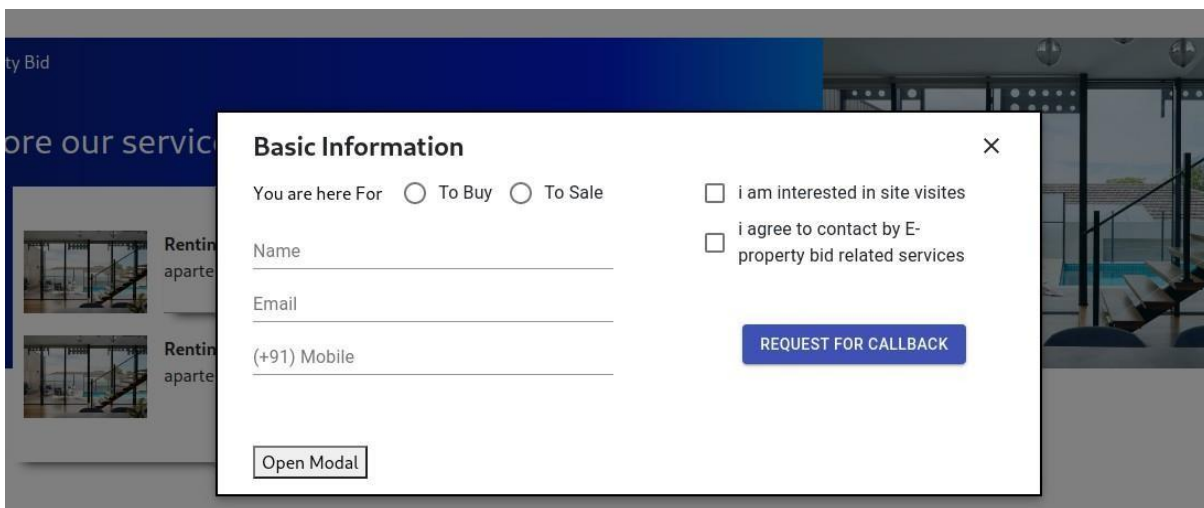 ty Bid
ore our servic
Basic Information
You are here For To Buy To Sale
i am interested in site visites
i agree to contact by E-
property bid related services
Name
Email
(+91) Mobile
REQUEST FOR CALLBACK
Open Modal
Rentin
aparte
Rentin
aparte